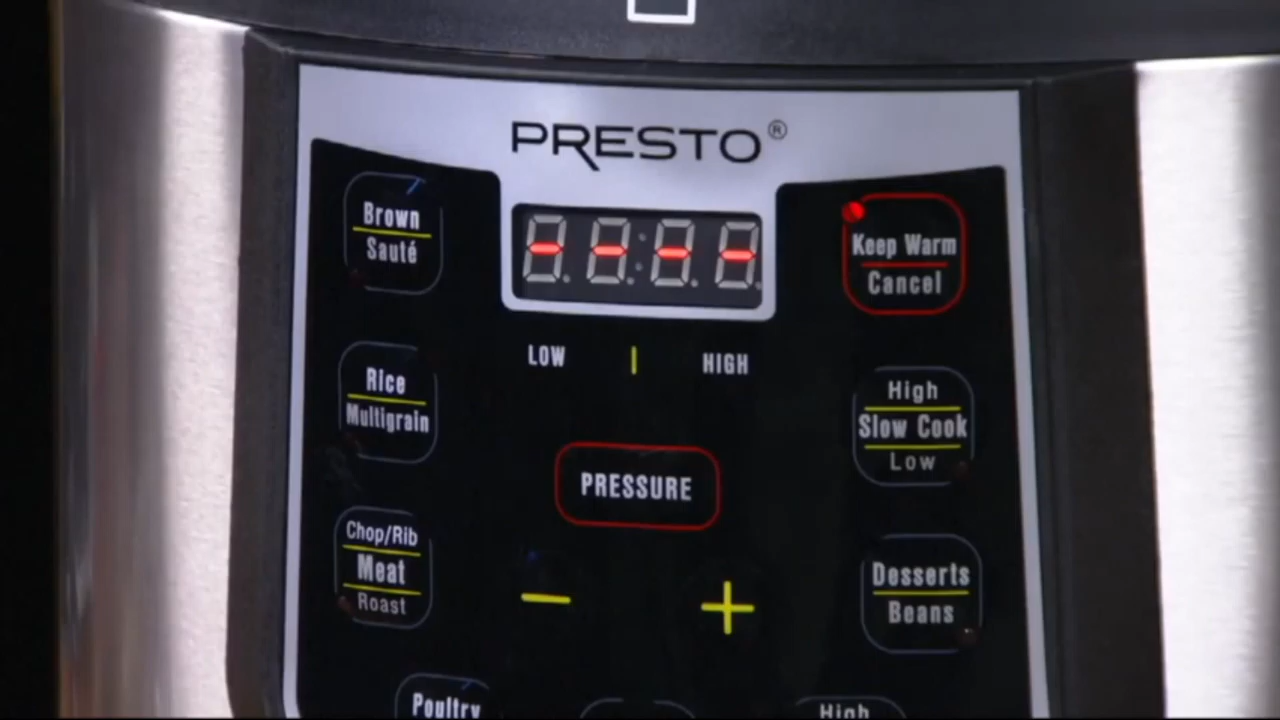 PRESTO®
Brown
Sauté
- - : - -
Keep Warm
Cancel
LOW | HIGH
Rice
Multigrain
High
Slow Cook
Low
PRESSURE
Chop/Rib
Meat
Roast
− +
Desserts
Beans
Poultry
High